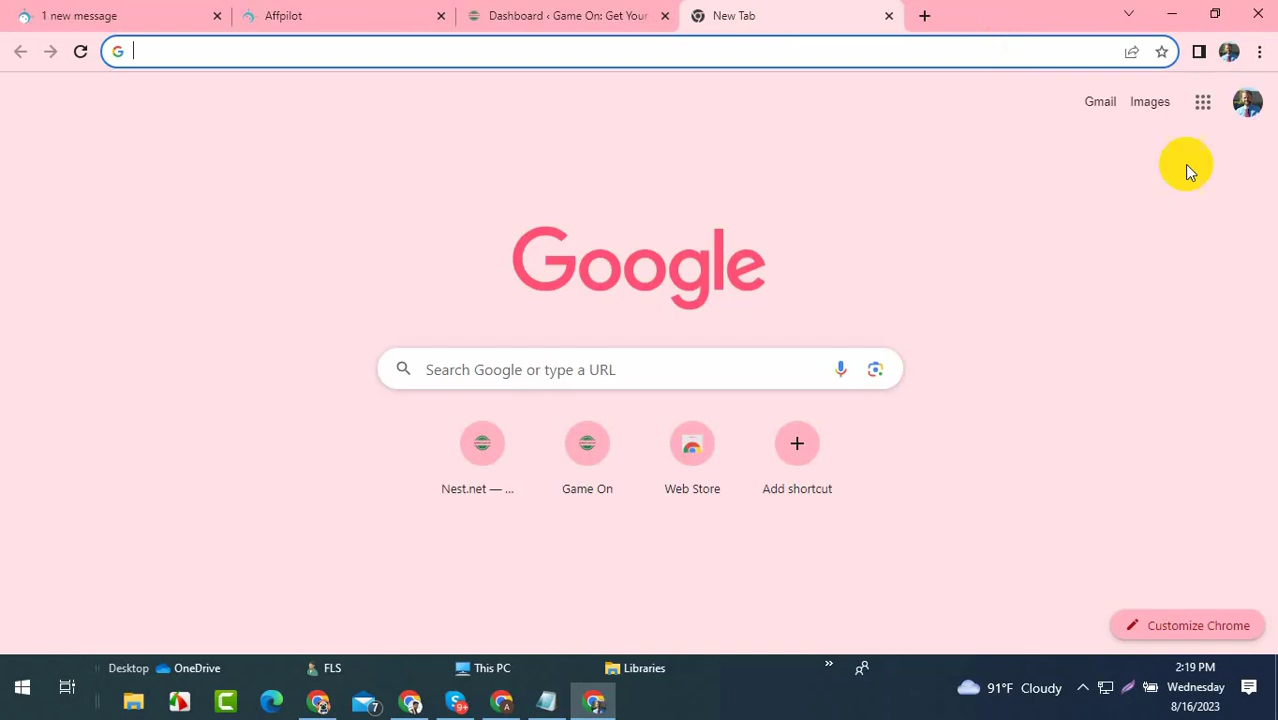 1 new message
Affpilot
Dashboard ‹ Game On: Get Your
New Tab
Gmail
Images
Google
Search Google or type a URL
Nest.net — ...
Game On
Web Store
Add shortcut
Customize Chrome
Desktop
OneDrive
FLS
This PC
Libraries
»
7
9+
91°F Cloudy
2:19 PM
Wednesday
8/16/2023